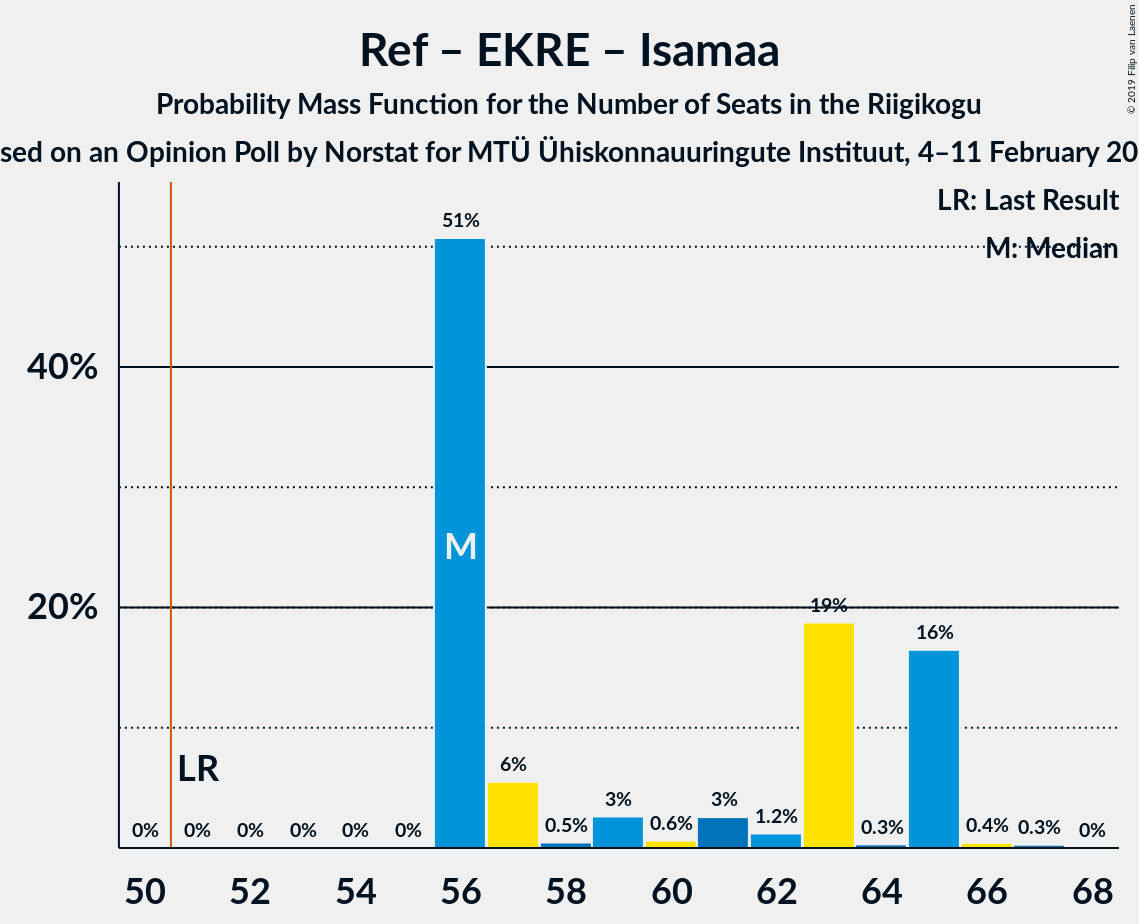 Ref – EKRE – Isamaa
Probability Mass Function for the Number of Seats in the Riigikogu
sed on an Opinion Poll by Norstat for MTÜ Ühiskonnauuringute Instituut, 4–11 February 20
© 2019 Filip van Laenen
LR: Last Result
M: Median
51%
40%
M
20%
19%
16%
LR
6%
0% 0% 0% 0% 0% 0% 0.5% 3% 0.6% 3% 1.2% 0.3% 0.4% 0.3% 0%
50 52 54 56 58 60 62 64 66 68